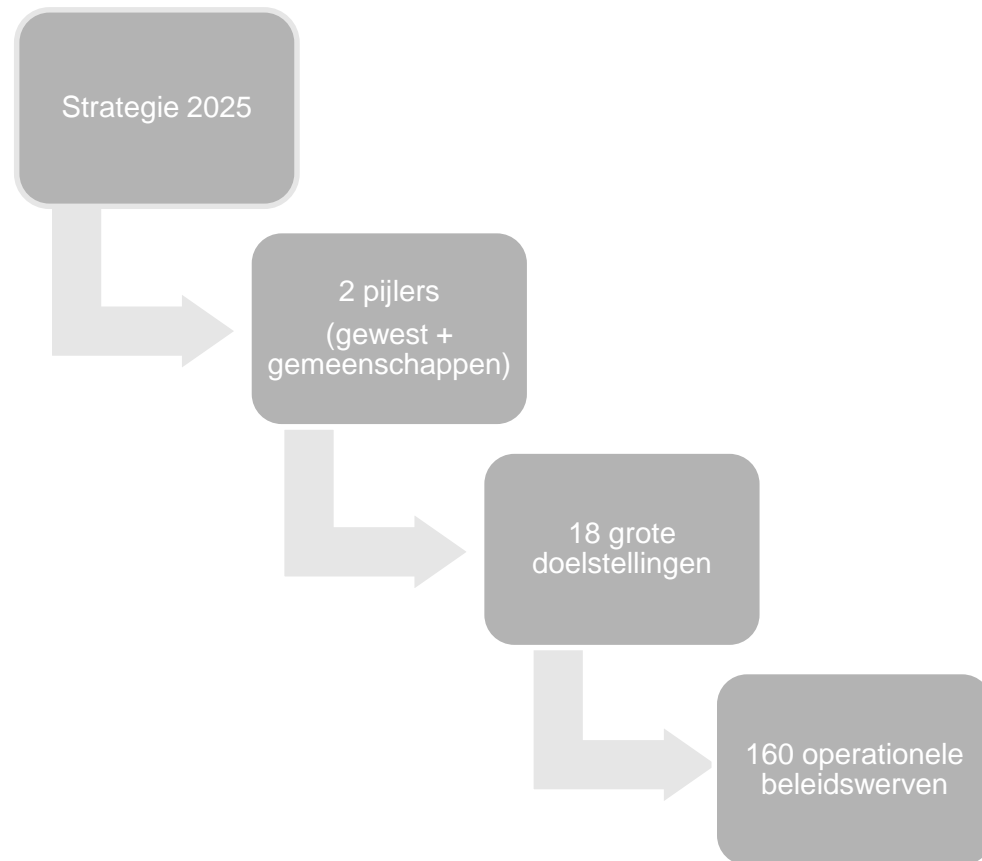 Strategie 2025
2 pijlers
(gewest +
gemeenschappen)
18 grote
doelstellingen
160 operationele
beleidswerven